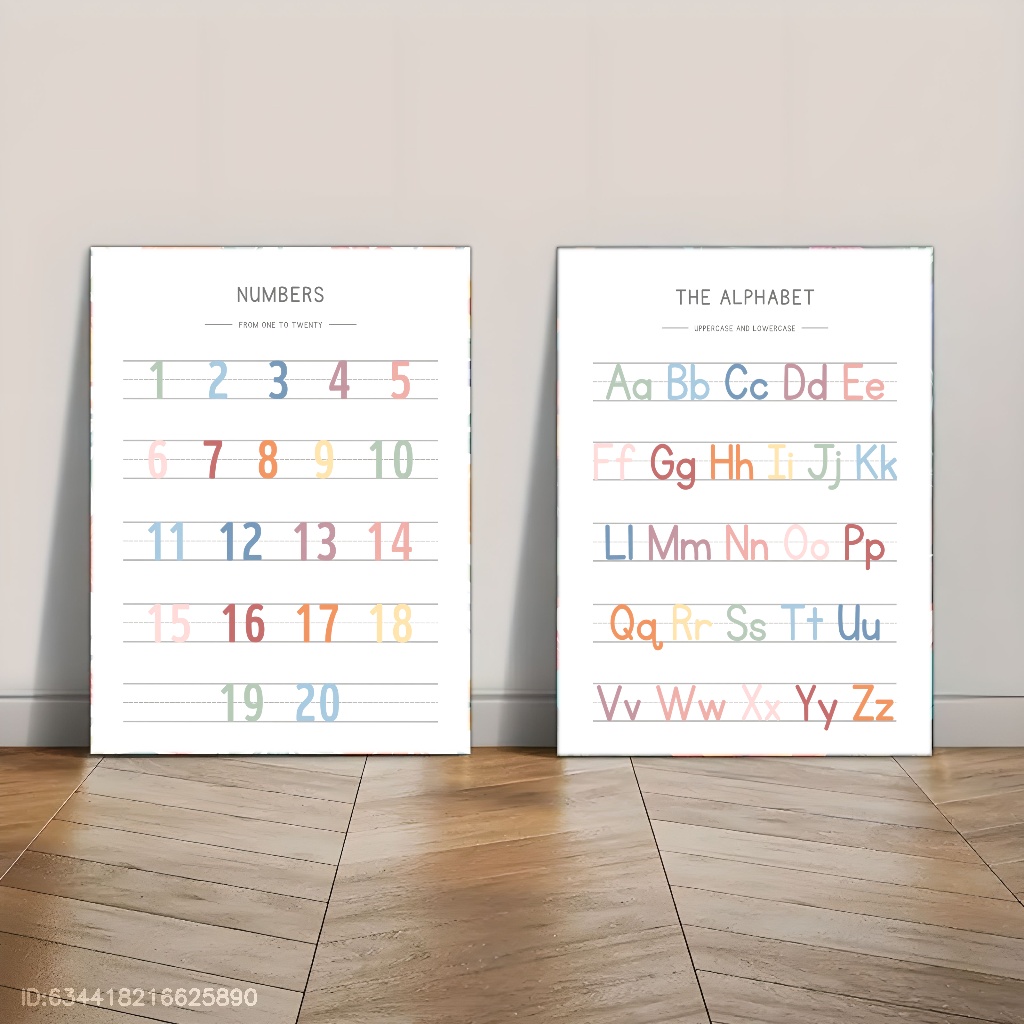 NUMBERS
FROM ONE TO TWENTY
1 2 3 4 5
6 7 8 9 10
11 12 13 14
15 16 17 18
19 20
THE ALPHABET
UPPERCASE AND LOWERCASE
Aa Bb Cc Dd Ee
Ff Gg Hh Ii Jj Kk
Ll Mm Nn Oo Pp
Qq Rr Ss Tt Uu
Vv Ww Xx Yy Zz
ID:634418216625890